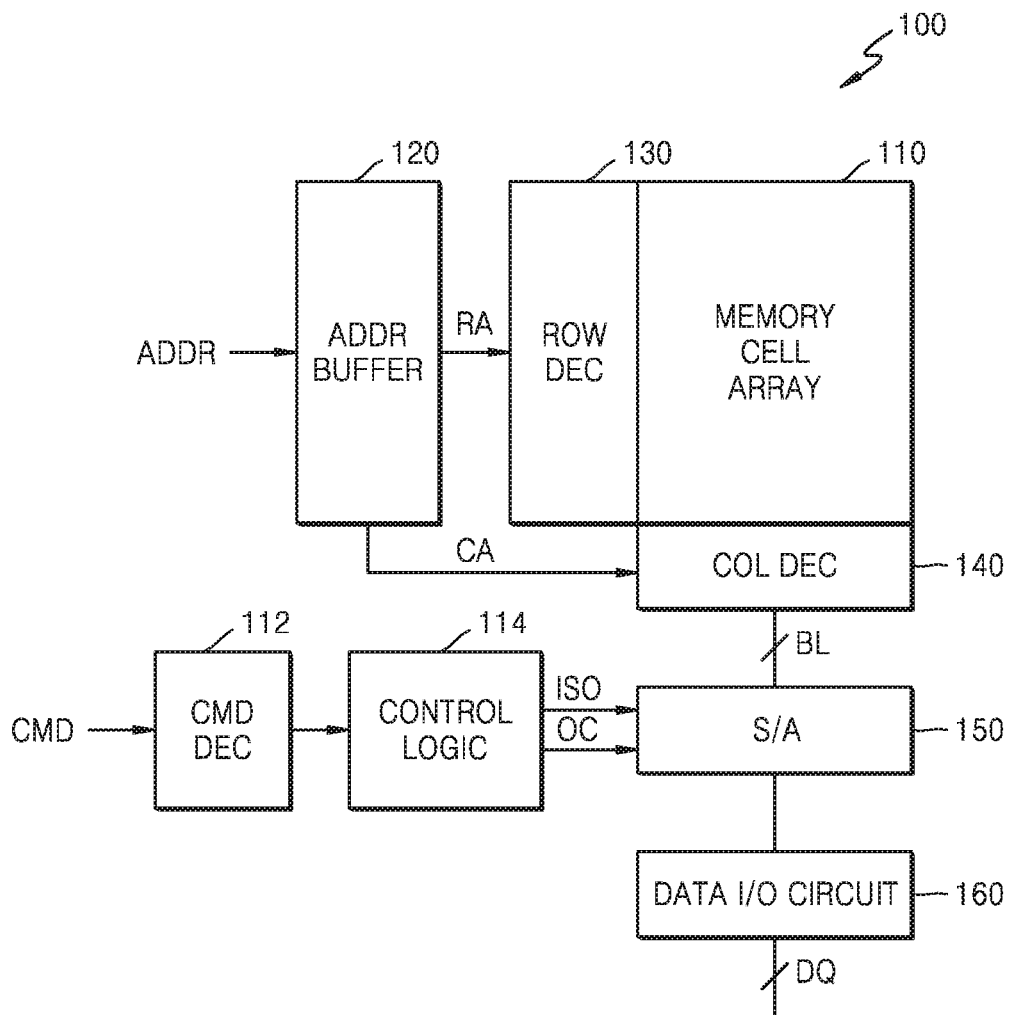 100
120
130
110
ADDR
ADDR
BUFFER
RA
ROW
DEC
MEMORY
CELL
ARRAY
CA
COL DEC
140
112
114
BL
CMD
CMD
DEC
CONTROL
LOGIC
ISO
OC
S/A
150
DATA I/O CIRCUIT
160
DQ